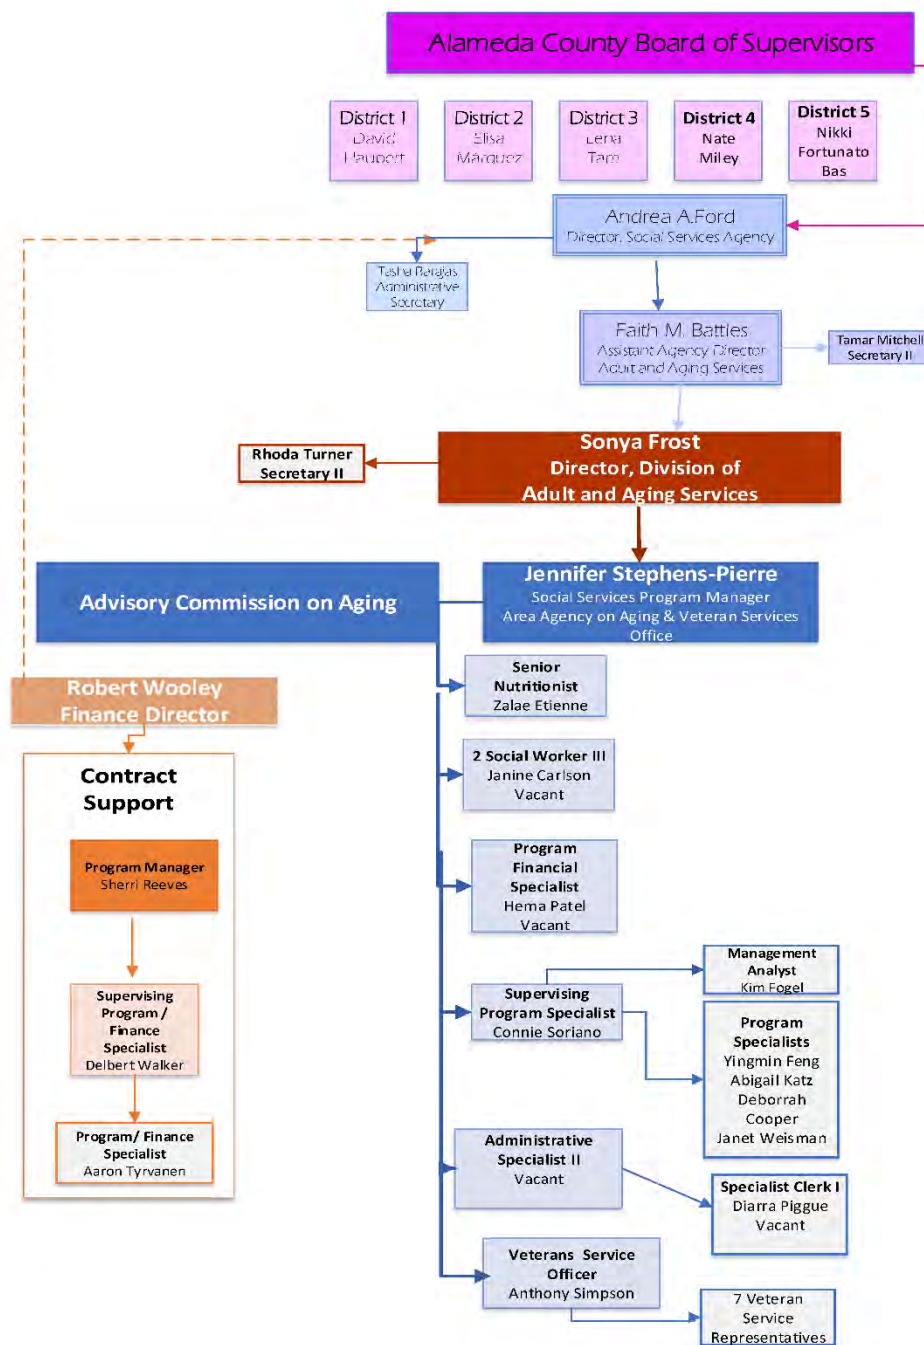 Alameda County Board of Supervisors
District 1
David
Haubert
District 2
Elisa
Márquez
District 3
Lena
Tam
District 4
Nate
Miley
District 5
Nikki
Fortunato
Bas
Andrea A.Ford
Director, Social Services Agency
Tasha Barajas
Administrative
Secretary
Faith M. Battles
Assistant Agency Director
Adult and Aging Services
Tamar Mitchell
Secretary II
Sonya Frost
Director, Division of
Adult and Aging Services
Rhoda Turner
Secretary II
Advisory Commission on Aging
Jennifer Stephens-Pierre
Social Services Program Manager
Area Agency on Aging & Veteran Services
Office
Robert Wooley
Finance Director
Contract
Support
Program Manager
Sherri Reeves
Supervising
Program /
Finance
Specialist
Delbert Walker
Program/ Finance
Specialist
Aaron Tyrvanen
Senior
Nutritionist
Zalae Etienne
2 Social Worker III
Janine Carlson
Vacant
Program
Financial
Specialist
Hema Patel
Vacant
Supervising
Program Specialist
Connie Soriano
Management
Analyst
Kim Fogel
Program
Specialists
Yingmin Feng
Abigail Katz
Deborrah
Cooper
Janet Weisman
Administrative
Specialist II
Vacant
Specialist Clerk I
Diarra Piggue
Vacant
Veterans Service
Officer
Anthony Simpson
7 Veteran
Service
Representatives